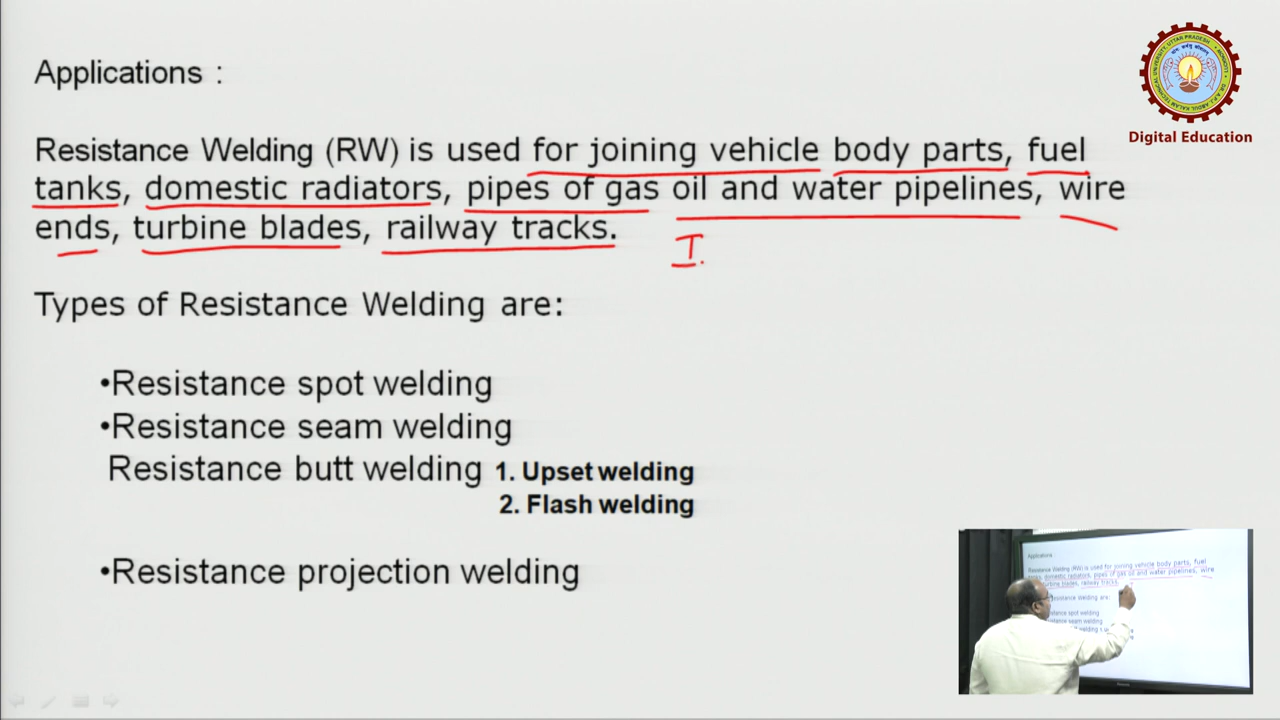 Applications :
Digital Education
Resistance Welding (RW) is used for joining vehicle body parts, fuel
tanks, domestic radiators, pipes of gas oil and water pipelines, wire
ends, turbine blades, railway tracks.
I.
Types of Resistance Welding are:
•Resistance spot welding
•Resistance seam welding
Resistance butt welding 1. Upset welding
2. Flash welding
•Resistance projection welding